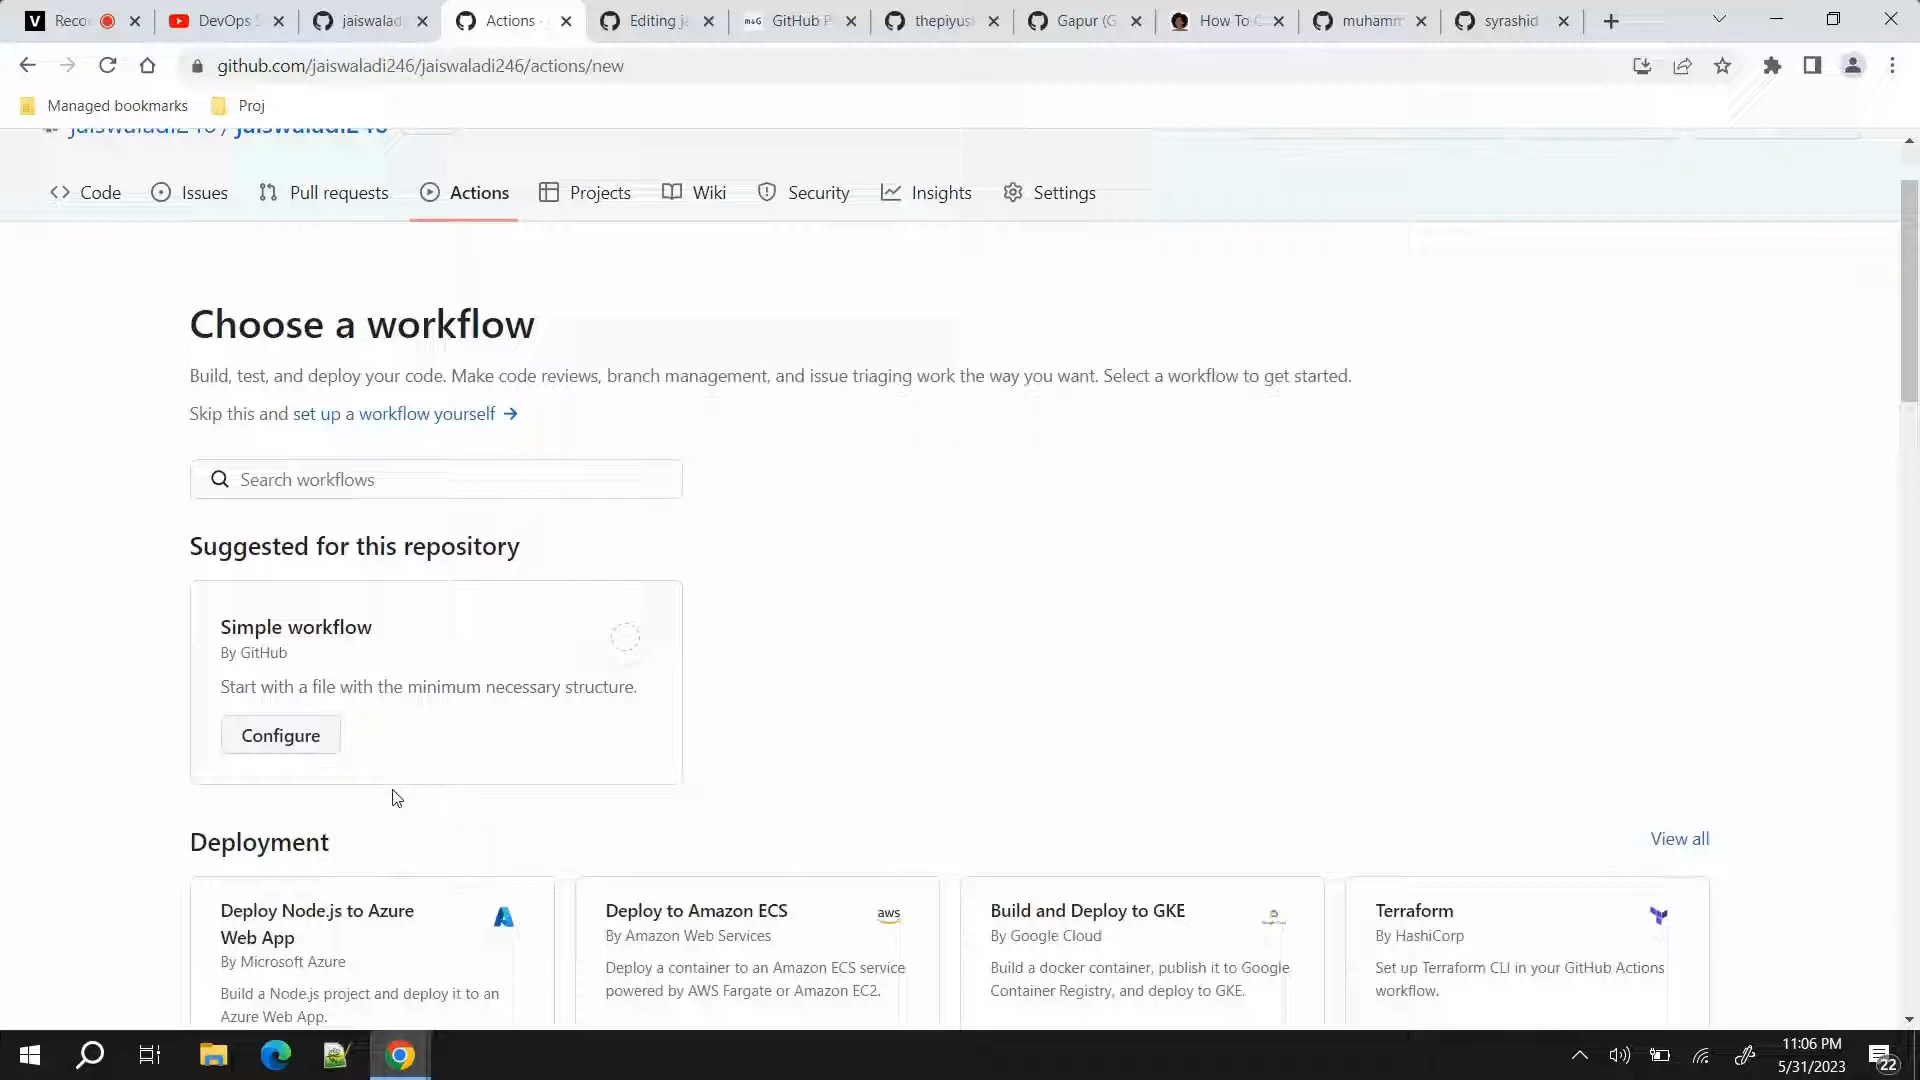 Reco
DevOps
jaiswalad
Actions ·
Editing ja
GitHub P
thepiyus
Gapur (G
How To C
muhamm
syrashid
github.com/jaiswaladi246/jaiswaladi246/actions/new
Managed bookmarks
Proj
jaiswaladi246 / jaiswaladi246
Code
Issues
Pull requests
Actions
Projects
Wiki
Security
Insights
Settings
Choose a workflow
Build, test, and deploy your code. Make code reviews, branch management, and issue triaging work the way you want. Select a workflow to get started.
Skip this and set up a workflow yourself →
Search workflows
Suggested for this repository
Simple workflow
By GitHub
Start with a file with the minimum necessary structure.
Configure
Deployment
View all
Deploy Node.js to Azure
Web App
By Microsoft Azure
Build a Node.js project and deploy it to an
Azure Web App.
Deploy to Amazon ECS
aws
By Amazon Web Services
Deploy a container to an Amazon ECS service
powered by AWS Fargate or Amazon EC2.
Build and Deploy to GKE
By Google Cloud
Build a docker container, publish it to Google
Container Registry, and deploy to GKE.
Terraform
By HashiCorp
Set up Terraform CLI in your GitHub Actions
workflow.
11:06 PM
5/31/2023
22